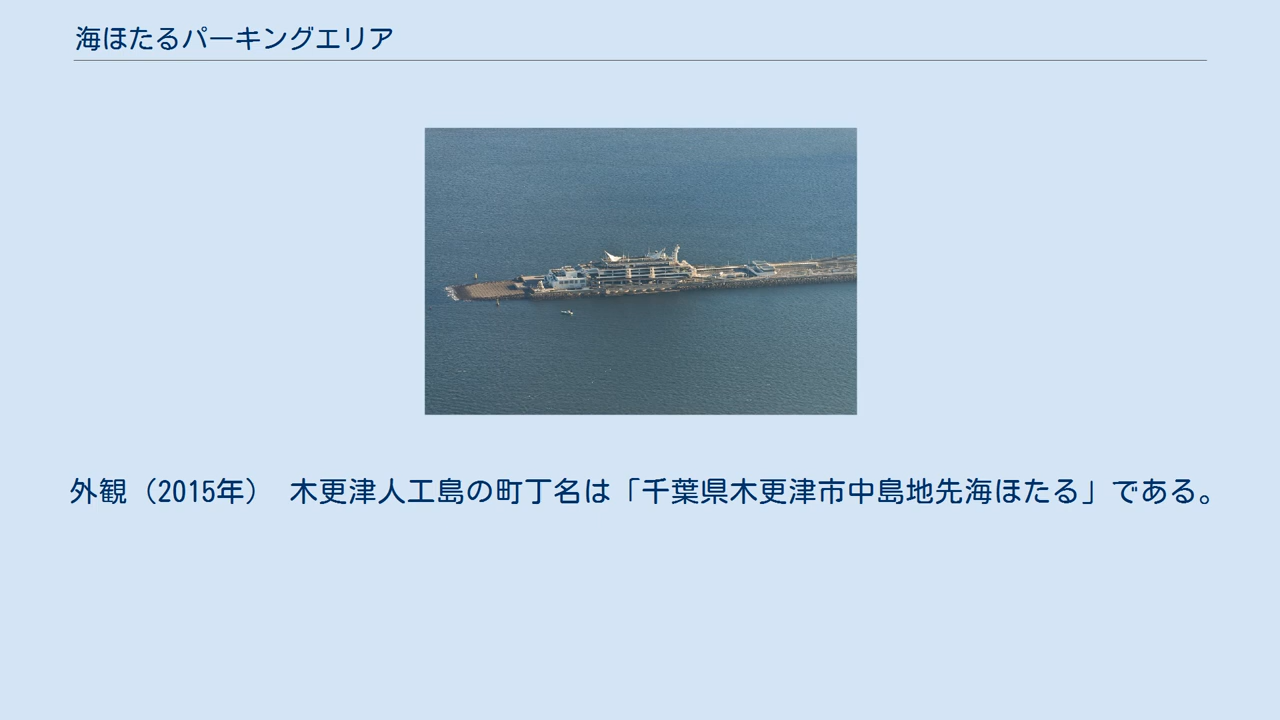 海ほたるパーキングエリア
外観（2015年）　木更津人工島の町丁名は「千葉県木更津市中島地先海ほたる」である。